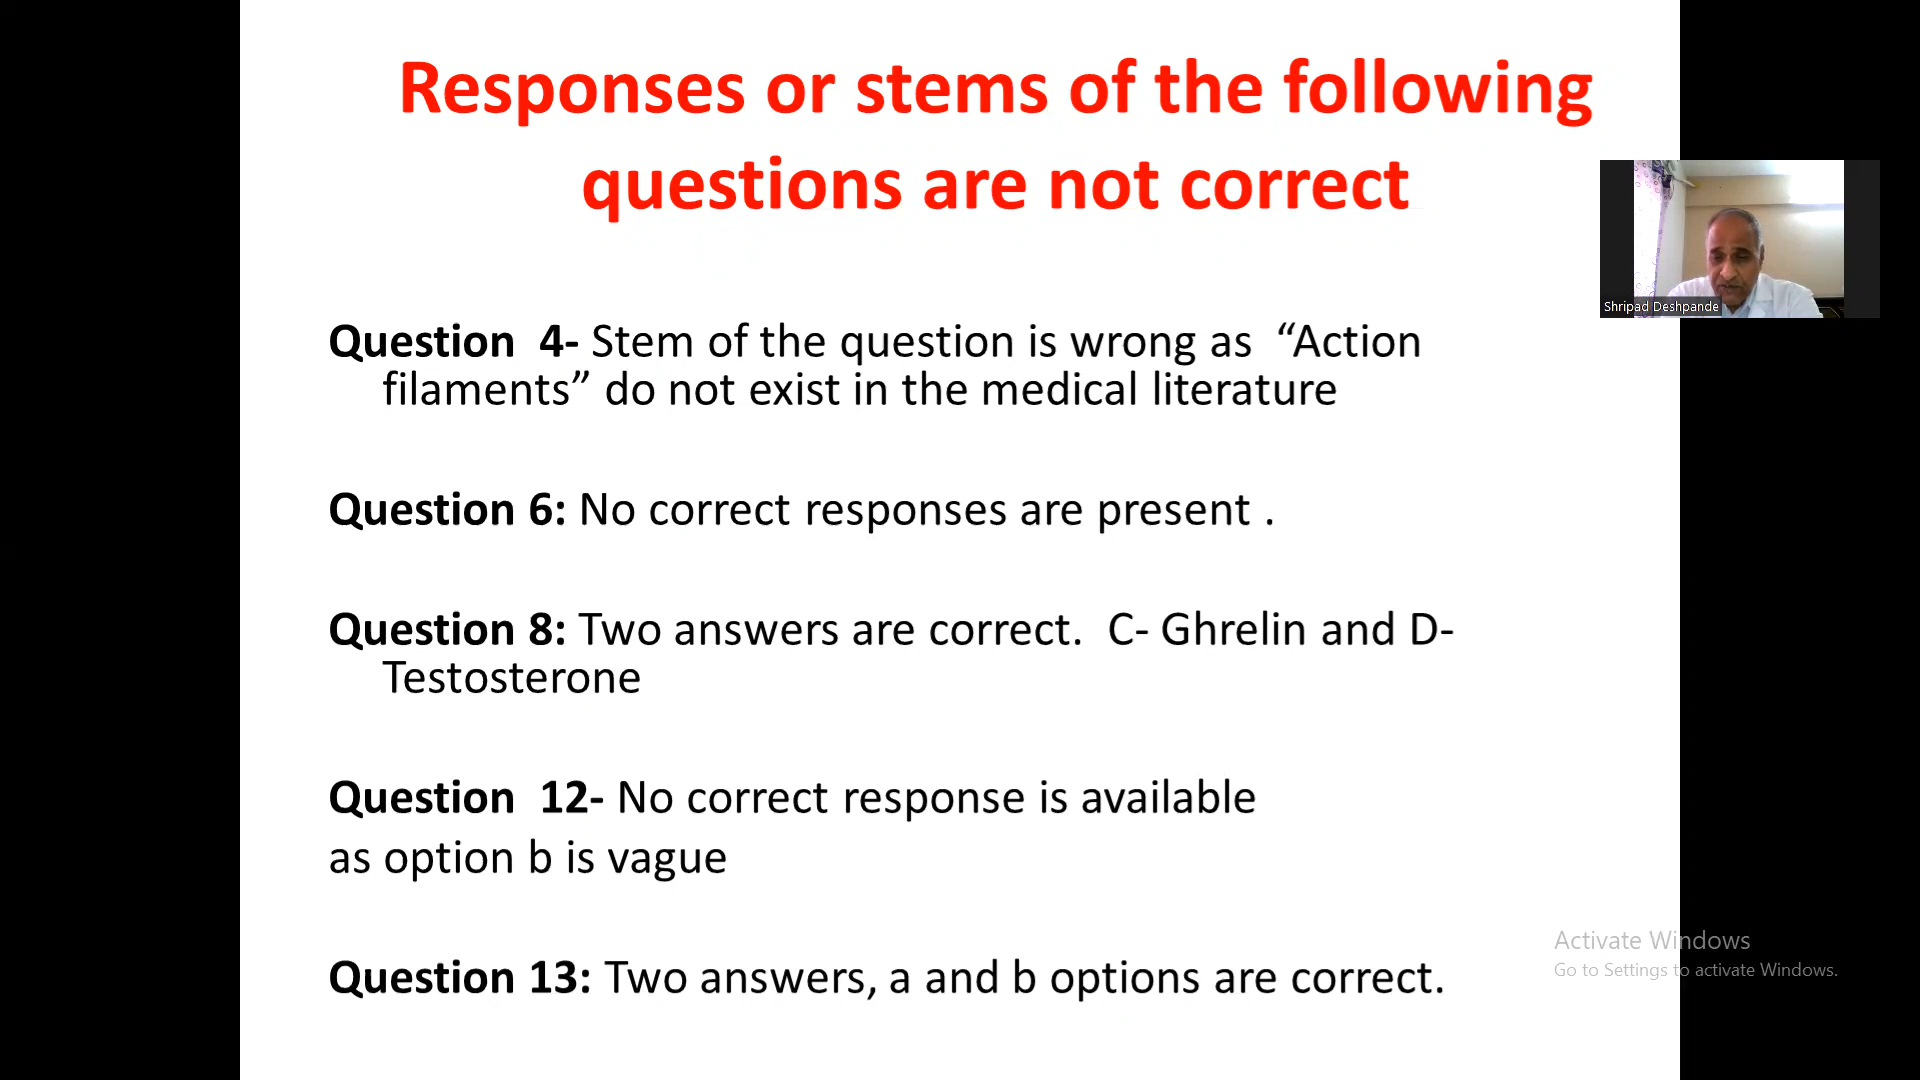 Responses or stems of the following
questions are not correct
Shripad Deshpande
Question  4- Stem of the question is wrong as  “Action
filaments” do not exist in the medical literature
Question 6: No correct responses are present .
Question 8: Two answers are correct.  C- Ghrelin and D-
Testosterone
Question  12- No correct response is available
as option b is vague
Activate Windows
Go to Settings to activate Windows.
Question 13: Two answers, a and b options are correct.